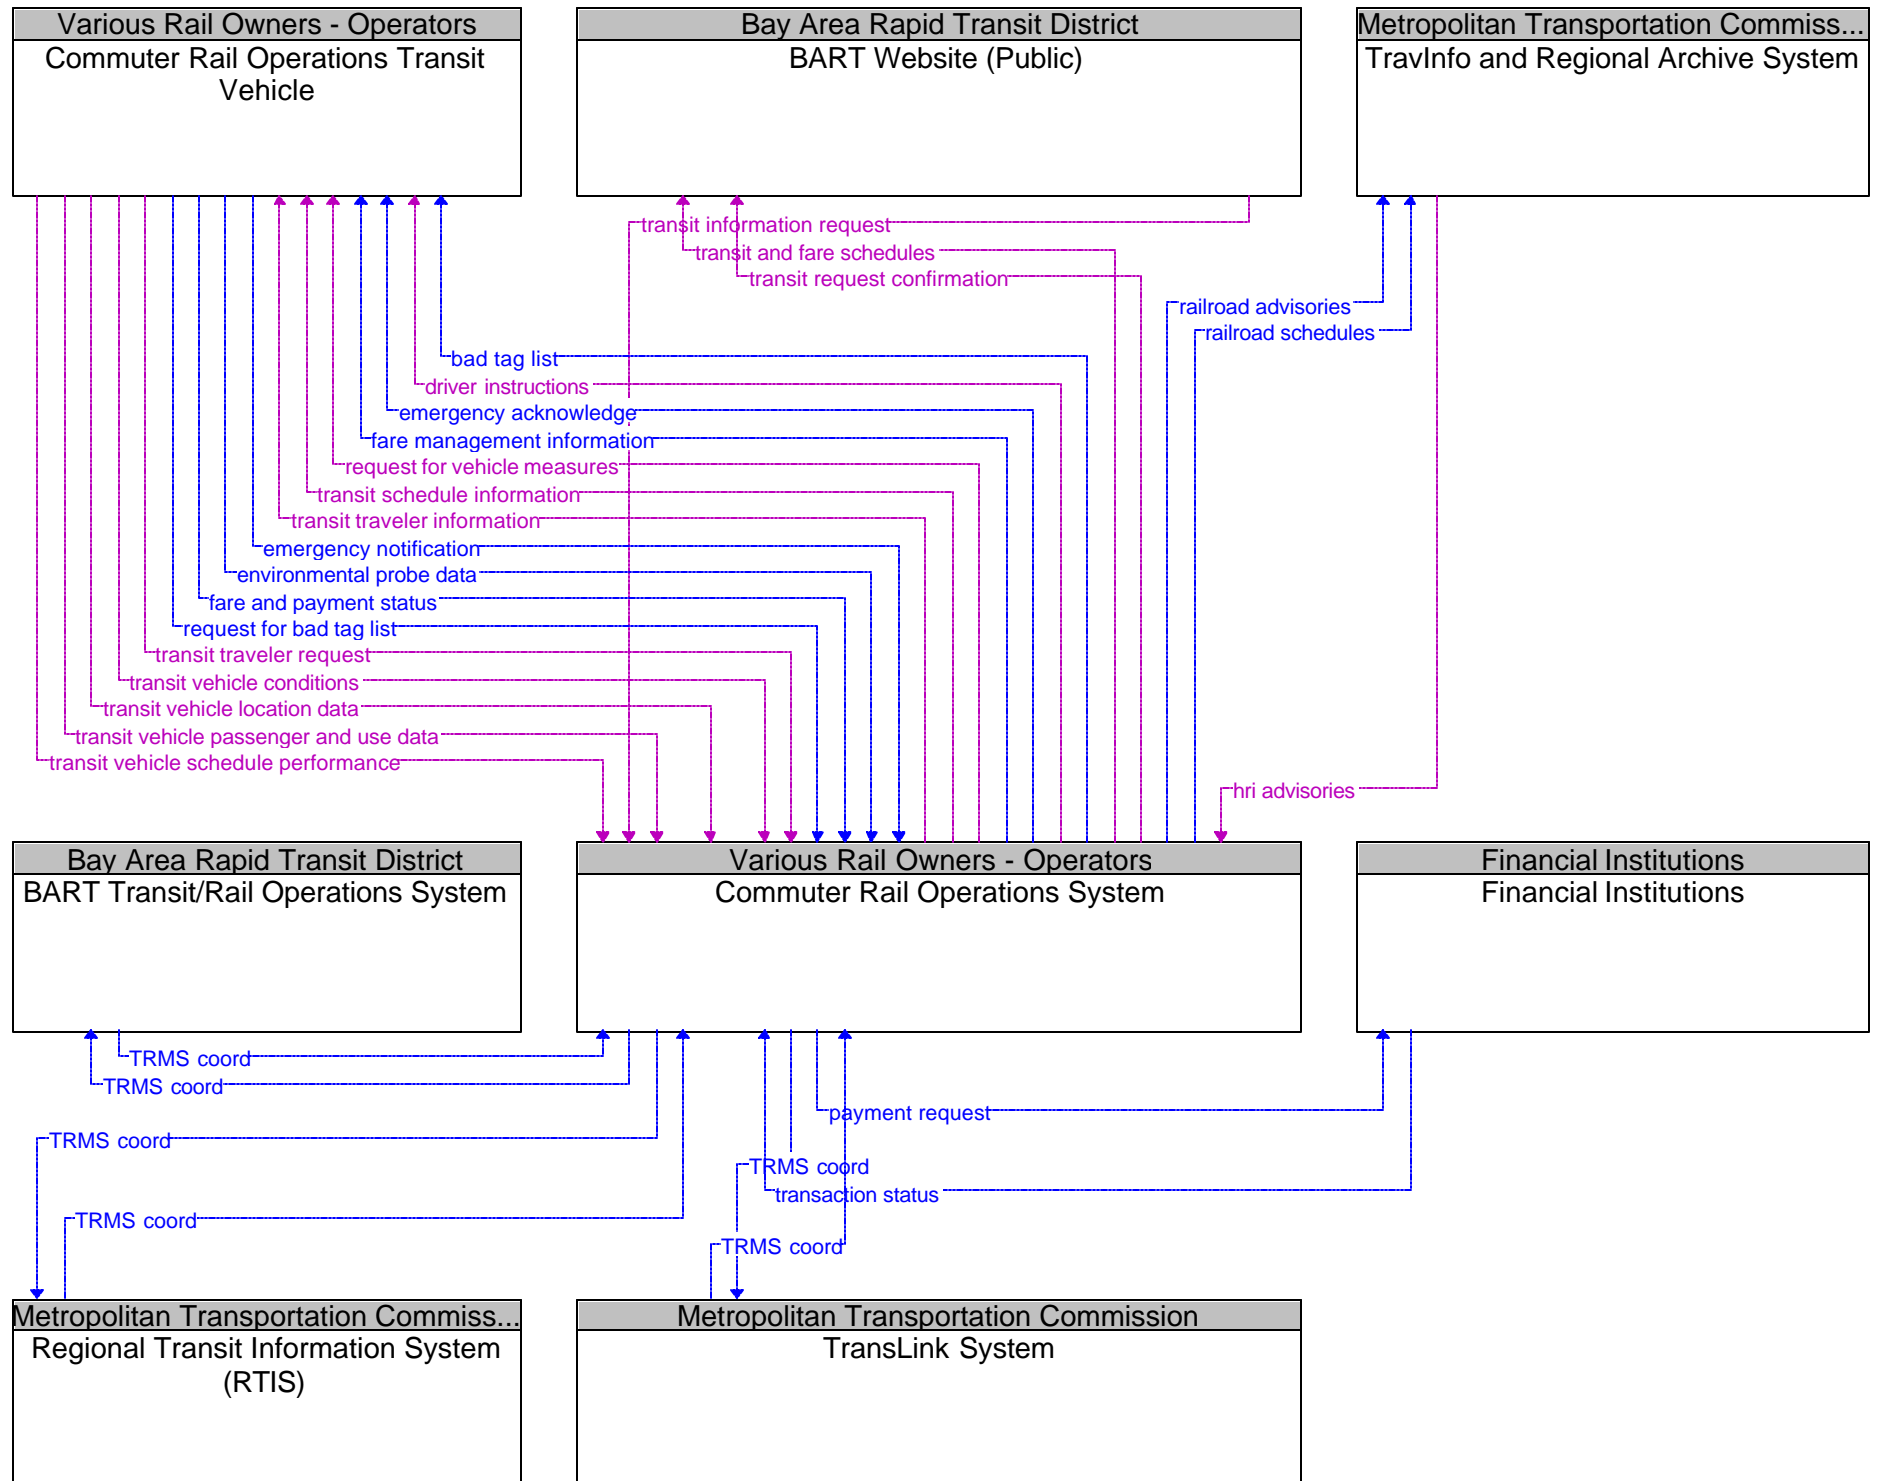 Various Rail Owners - Operators
Commuter Rail Operations Transit
Vehicle
Bay Area Rapid Transit District
BART Website (Public)
Metropolitan Transportation Commiss...
TravInfo and Regional Archive System
transit information request
transit and fare schedules
transit request confirmation
railroad advisories
railroad schedules
bad tag list
driver instructions
emergency acknowledge
fare management information
request for vehicle measures
transit schedule information
transit traveler information
emergency notification
environmental probe data
fare and payment status
request for bad tag list
transit traveler request
transit vehicle conditions
transit vehicle location data
transit vehicle passenger and use data
transit vehicle schedule performance
hri advisories
Bay Area Rapid Transit District
BART Transit/Rail Operations System
Various Rail Owners - Operators
Commuter Rail Operations System
Financial Institutions
Financial Institutions
TRMS coord
TRMS coord
payment request
TRMS coord
TRMS coord
transaction status
TRMS coord
TRMS coord
Metropolitan Transportation Commiss...
Regional Transit Information System
(RTIS)
Metropolitan Transportation Commission
TransLink System